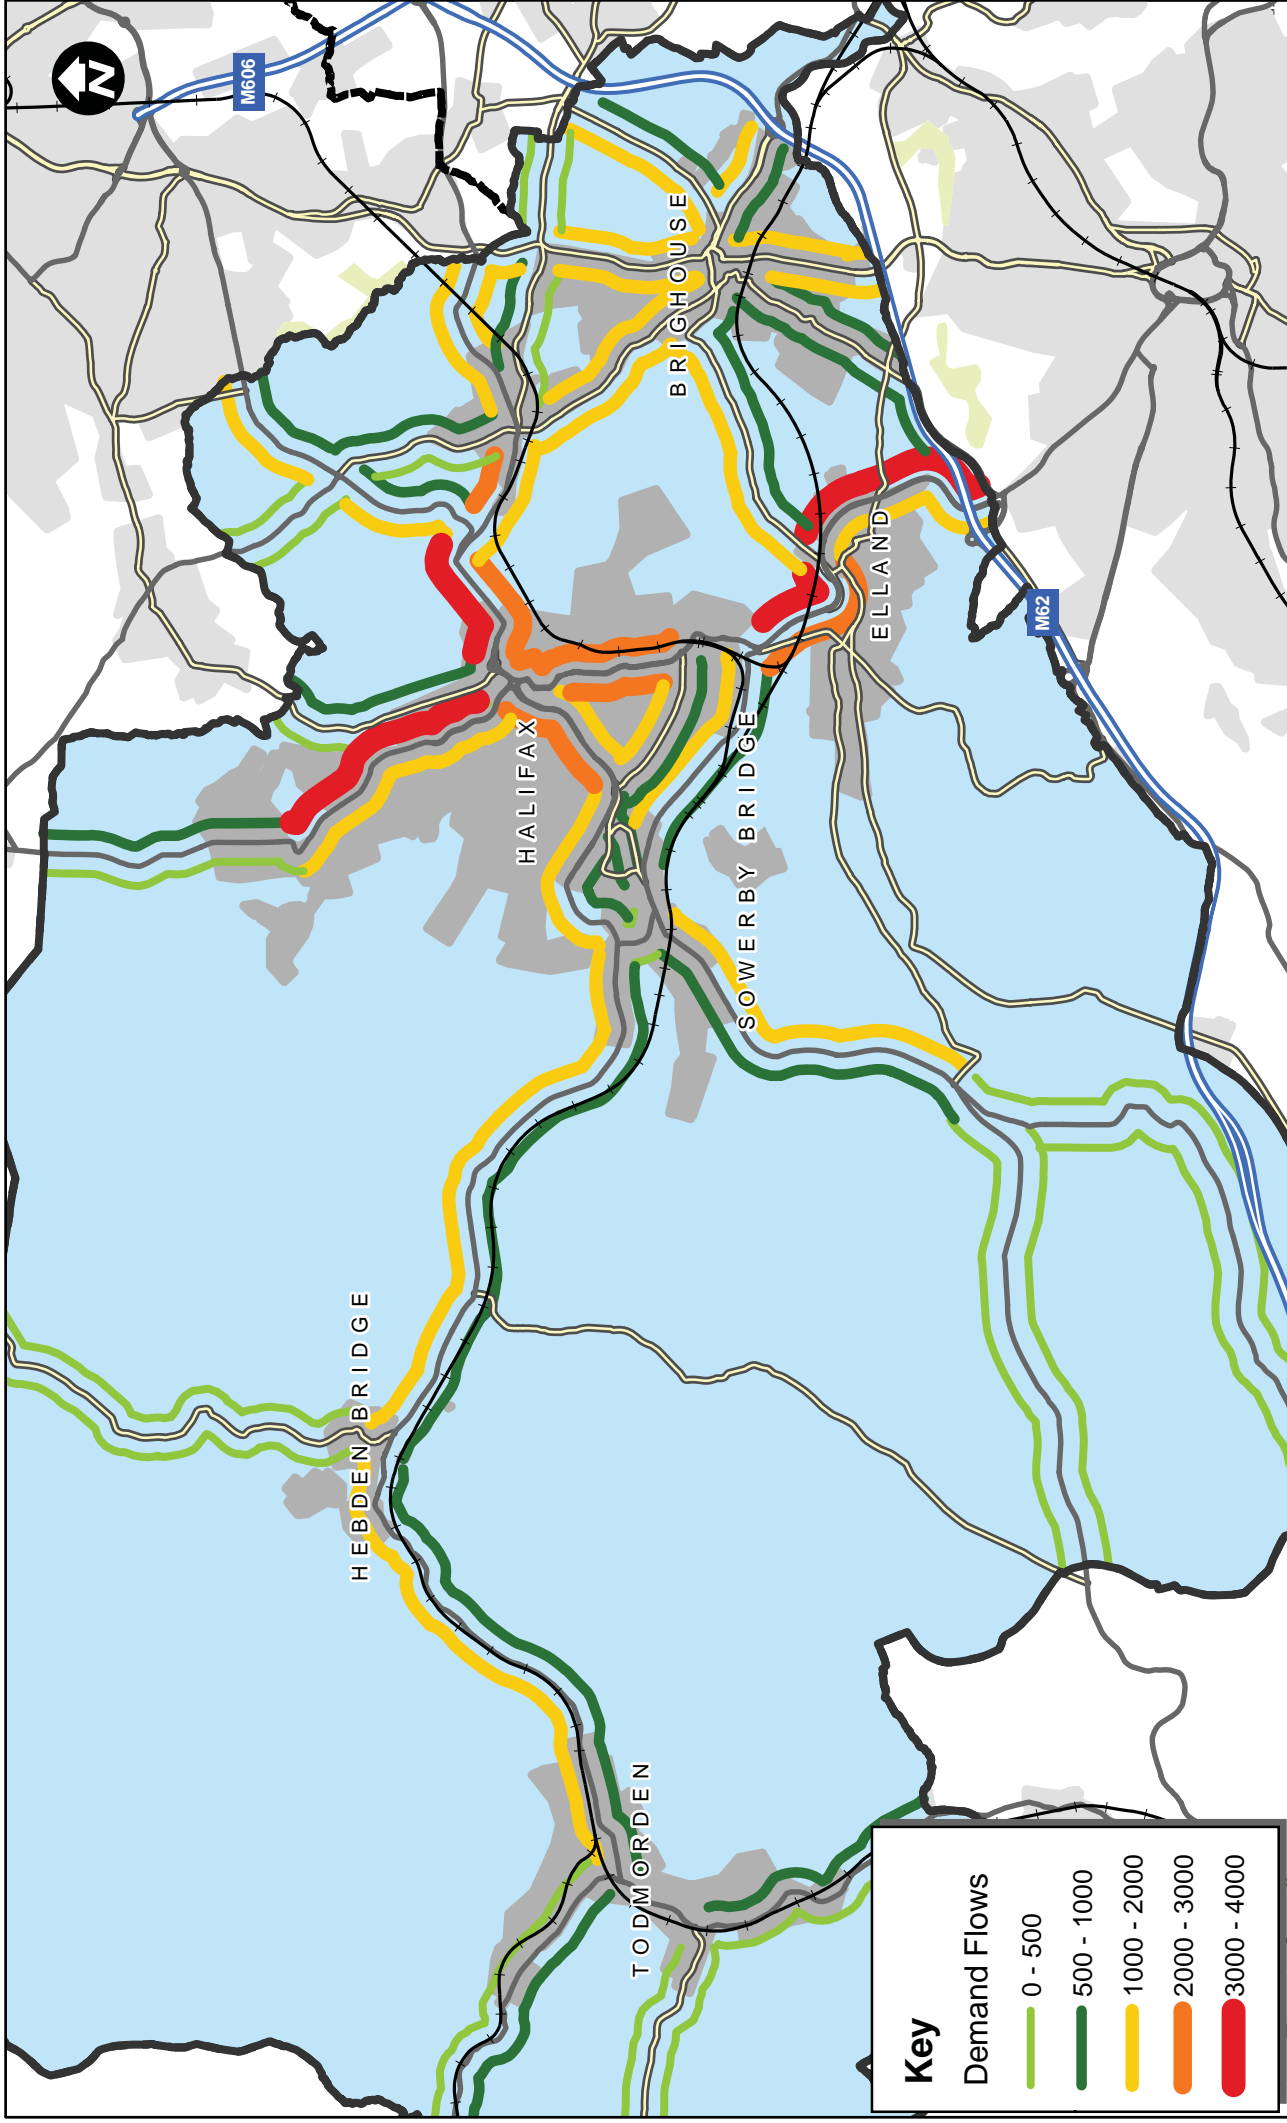 N
M606
BRIGHOUSE
HALIFAX
ELLAND
M62
SOWERBY BRIDGE
HEBDEN BRIDGE
TODMORDEN
Key
Demand Flows
0 - 500
500 - 1000
1000 - 2000
2000 - 3000
3000 - 4000